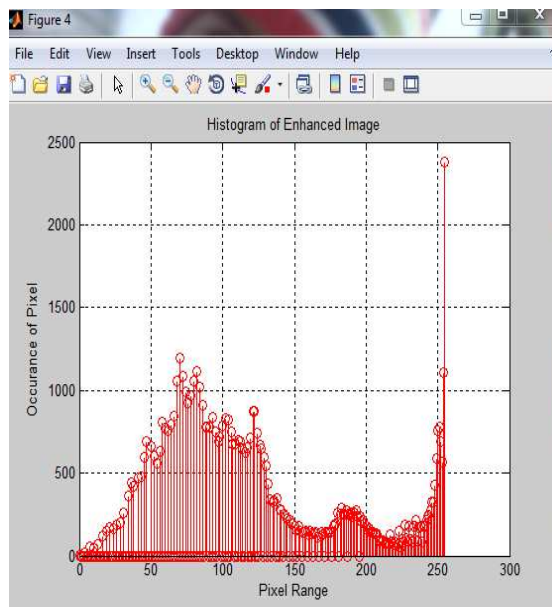 Figure 4
File Edit View Insert Tools Desktop Window Help
Histogram of Enhanced Image
2500
2000
1500
1000
500
0
Occurance of Pixel
0 50 100 150 200 250 300
Pixel Range